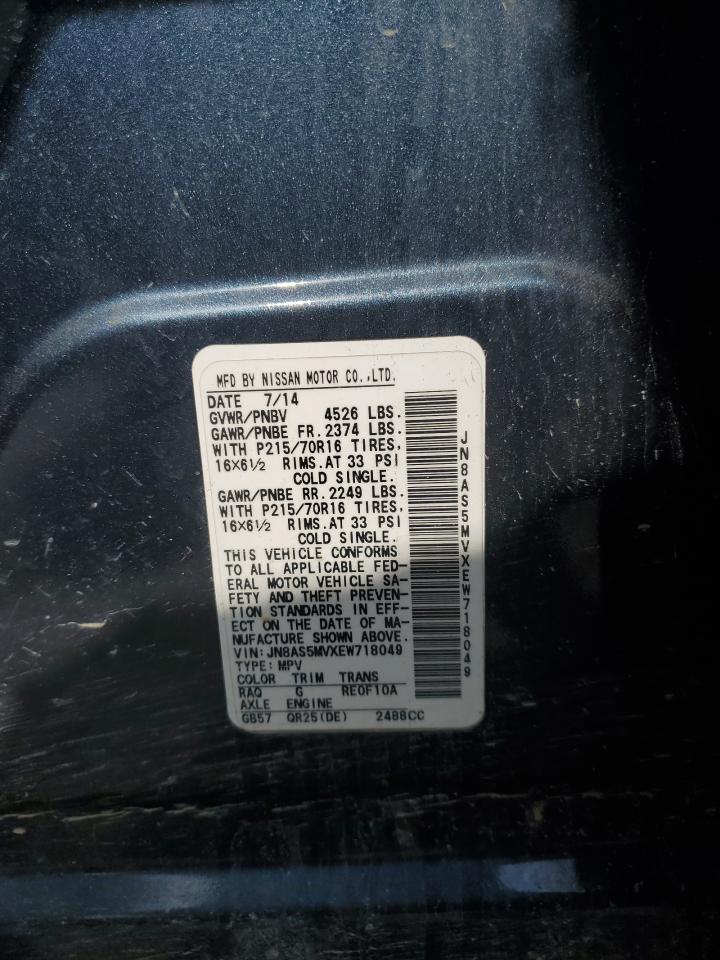 MFD BY NISSAN MOTOR CO.,LTD.
DATE 7/14
GVWR/PNBV 4526 LBS.
GAWR/PNBE FR. 2374 LBS.
WITH P215/70R16 TIRES,
16X6½ RIMS.AT 33 PSI
COLD SINGLE.
GAWR/PNBE RR. 2249 LBS.
WITH P215/70R16 TIRES,
16X6½ RIMS.AT 33 PSI
COLD SINGLE.
THIS VEHICLE CONFORMS
TO ALL APPLICABLE FED-
ERAL MOTOR VEHICLE SA-
FETY AND THEFT PREVEN-
TION STANDARDS IN EFF-
ECT ON THE DATE OF MA-
NUFACTURE SHOWN ABOVE.
VIN:JN8AS5MVXEW718049
TYPE:MPV
COLOR TRIM TRANS
RAQ G RE0F10A
AXLE ENGINE
GB57 QR25(DE) 2488CC
JN8AS5MVXEW718049